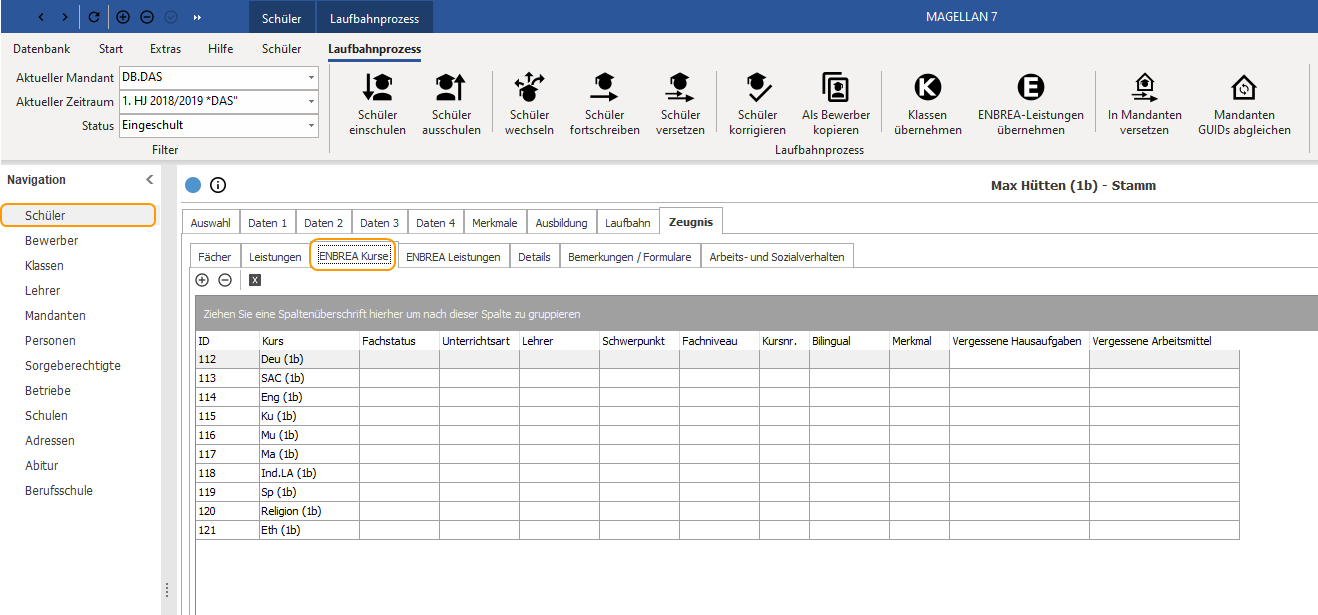 Schüler Laufbahnprozess MAGELLAN 7
Datenbank Start Extras Hilfe Schüler Laufbahnprozess
Aktueller Mandant DB.DAS
Aktueller Zeitraum 1. HJ 2018/2019 *DAS"
Status Eingeschult
Filter
Schüler einschulen
Schüler ausschulen
Schüler wechseln
Schüler fortschreiben
Schüler versetzen
Schüler korrigieren
Als Bewerber kopieren
Klassen übernehmen
ENBREA-Leistungen übernehmen
In Mandanten versetzen
Mandanten GUIDs abgleichen
Laufbahnprozess
Navigation
Schüler
Bewerber
Klassen
Lehrer
Mandanten
Personen
Sorgeberechtigte
Betriebe
Schulen
Adressen
Abitur
Berufsschule
Max Hütten (1b) - Stamm
Auswahl Daten 1 Daten 2 Daten 3 Daten 4 Merkmale Ausbildung Laufbahn Zeugnis
Fächer Leistungen ENBREA Kurse ENBREA Leistungen Details Bemerkungen / Formulare Arbeits- und Sozialverhalten
X
Ziehen Sie eine Spaltenüberschrift hierher um nach dieser Spalte zu gruppieren
ID Kurs Fachstatus Unterrichtsart Lehrer Schwerpunkt Fachniveau Kursnr. Bilingual Merkmal Vergessene Hausaufgaben Vergessene Arbeitsmittel
112 Deu (1b)
113 SAC (1b)
114 Eng (1b)
115 Ku (1b)
116 Mu (1b)
117 Ma (1b)
118 Ind.LA (1b)
119 Sp (1b)
120 Religion (1b)
121 Eth (1b)